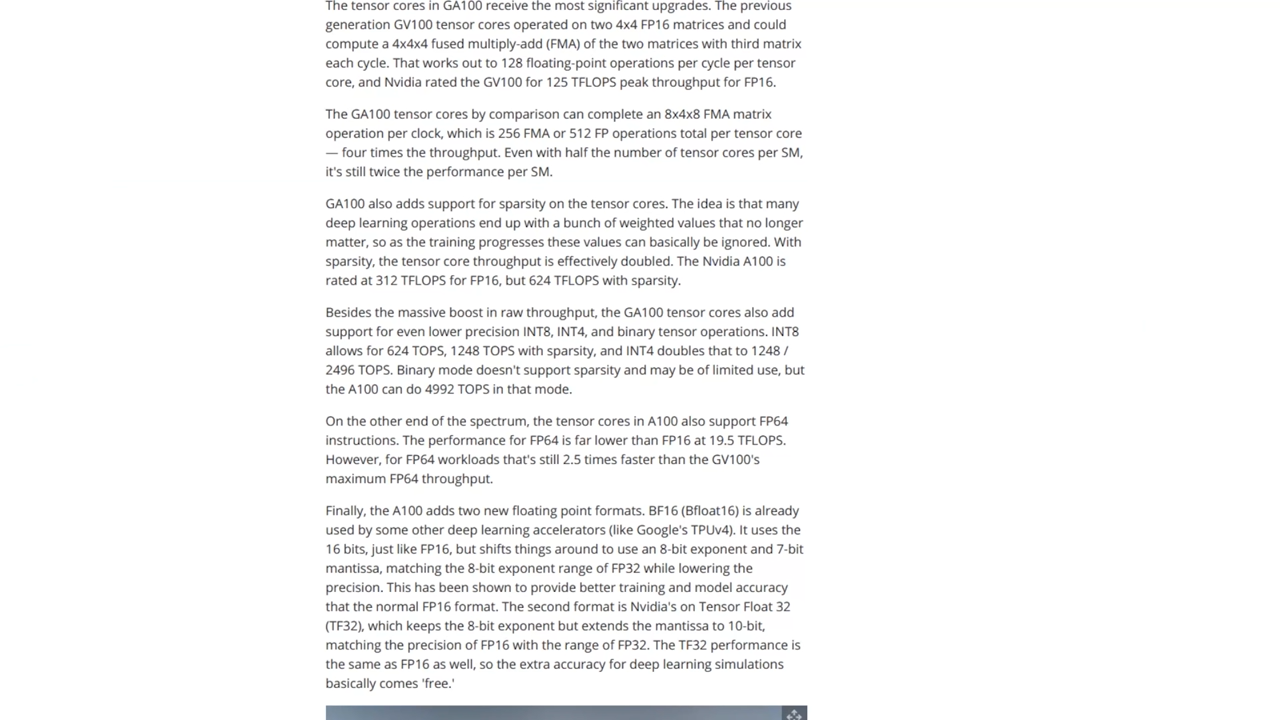 The tensor cores in GA100 receive the most significant upgrades. The previous
generation GV100 tensor cores operated on two 4x4 FP16 matrices and could
compute a 4x4x4 fused multiply-add (FMA) of the two matrices with third matrix
each cycle. That works out to 128 floating-point operations per cycle per tensor
core, and Nvidia rated the GV100 for 125 TFLOPS peak throughput for FP16.
The GA100 tensor cores by comparison can complete an 8x4x8 FMA matrix
operation per clock, which is 256 FMA or 512 FP operations total per tensor core
— four times the throughput. Even with half the number of tensor cores per SM,
it's still twice the performance per SM.
GA100 also adds support for sparsity on the tensor cores. The idea is that many
deep learning operations end up with a bunch of weighted values that no longer
matter, so as the training progresses these values can basically be ignored. With
sparsity, the tensor core throughput is effectively doubled. The Nvidia A100 is
rated at 312 TFLOPS for FP16, but 624 TFLOPS with sparsity.
Besides the massive boost in raw throughput, the GA100 tensor cores also add
support for even lower precision INT8, INT4, and binary tensor operations. INT8
allows for 624 TOPS, 1248 TOPS with sparsity, and INT4 doubles that to 1248 /
2496 TOPS. Binary mode doesn't support sparsity and may be of limited use, but
the A100 can do 4992 TOPS in that mode.
On the other end of the spectrum, the tensor cores in A100 also support FP64
instructions. The performance for FP64 is far lower than FP16 at 19.5 TFLOPS.
However, for FP64 workloads that's still 2.5 times faster than the GV100's
maximum FP64 throughput.
Finally, the A100 adds two new floating point formats. BF16 (Bfloat16) is already
used by some other deep learning accelerators (like Google's TPUv4). It uses the
16 bits, just like FP16, but shifts things around to use an 8-bit exponent and 7-bit
mantissa, matching the 8-bit exponent range of FP32 while lowering the
precision. This has been shown to provide better training and model accuracy
that the normal FP16 format. The second format is Nvidia's on Tensor Float 32
(TF32), which keeps the 8-bit exponent but extends the mantissa to 10-bit,
matching the precision of FP16 with the range of FP32. The TF32 performance is
the same as FP16 as well, so the extra accuracy for deep learning simulations
basically comes 'free.'